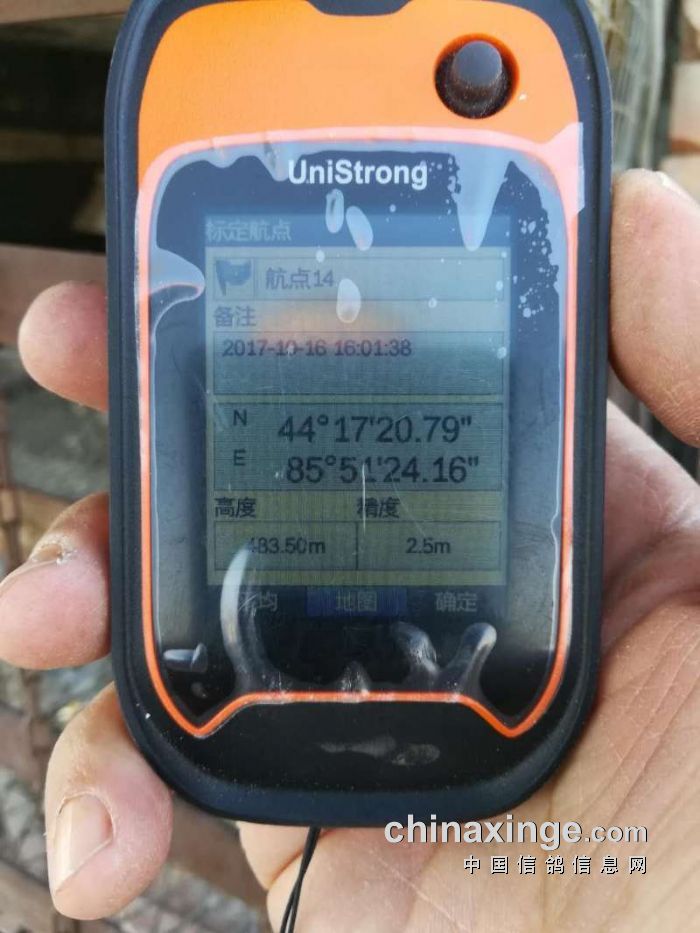 UniStrong
标定航点
航点14
备注
2017-10-16 16:01:38
N 44°17'20.79"
E 85°51'24.16"
高度 精度
483.50m 2.5m
平均 地图 确定
chinaxinge.com
中国信鸽信息网